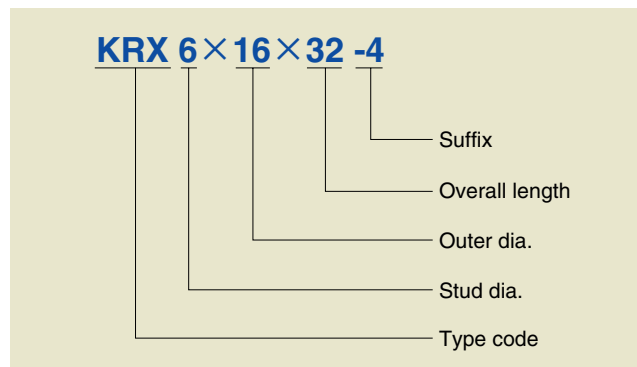 KRX 6×16×32 -4
Suffix
Overall length
Outer dia.
Stud dia.
Type code